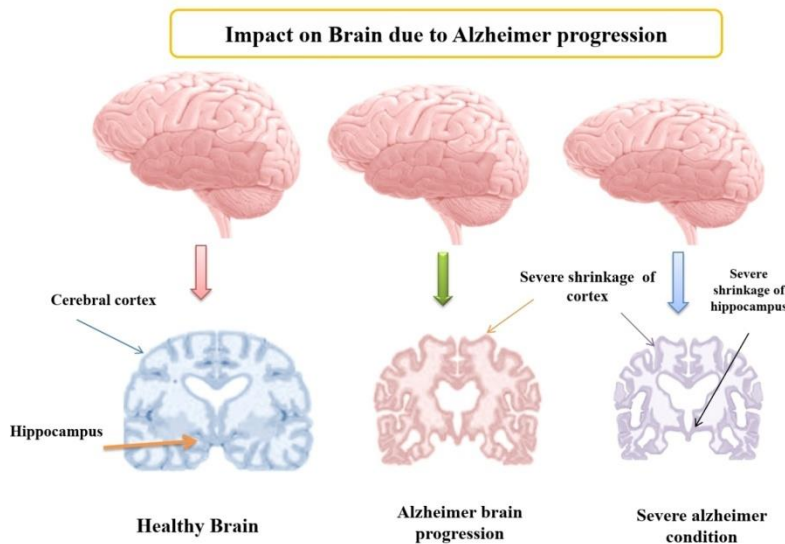 Impact on Brain due to Alzheimer progression
Cerebral cortex
Severe shrinkage of
cortex
Severe
shrinkage of
hippocampus
Hippocampus
Healthy Brain
Alzheimer brain
progression
Severe alzheimer
condition